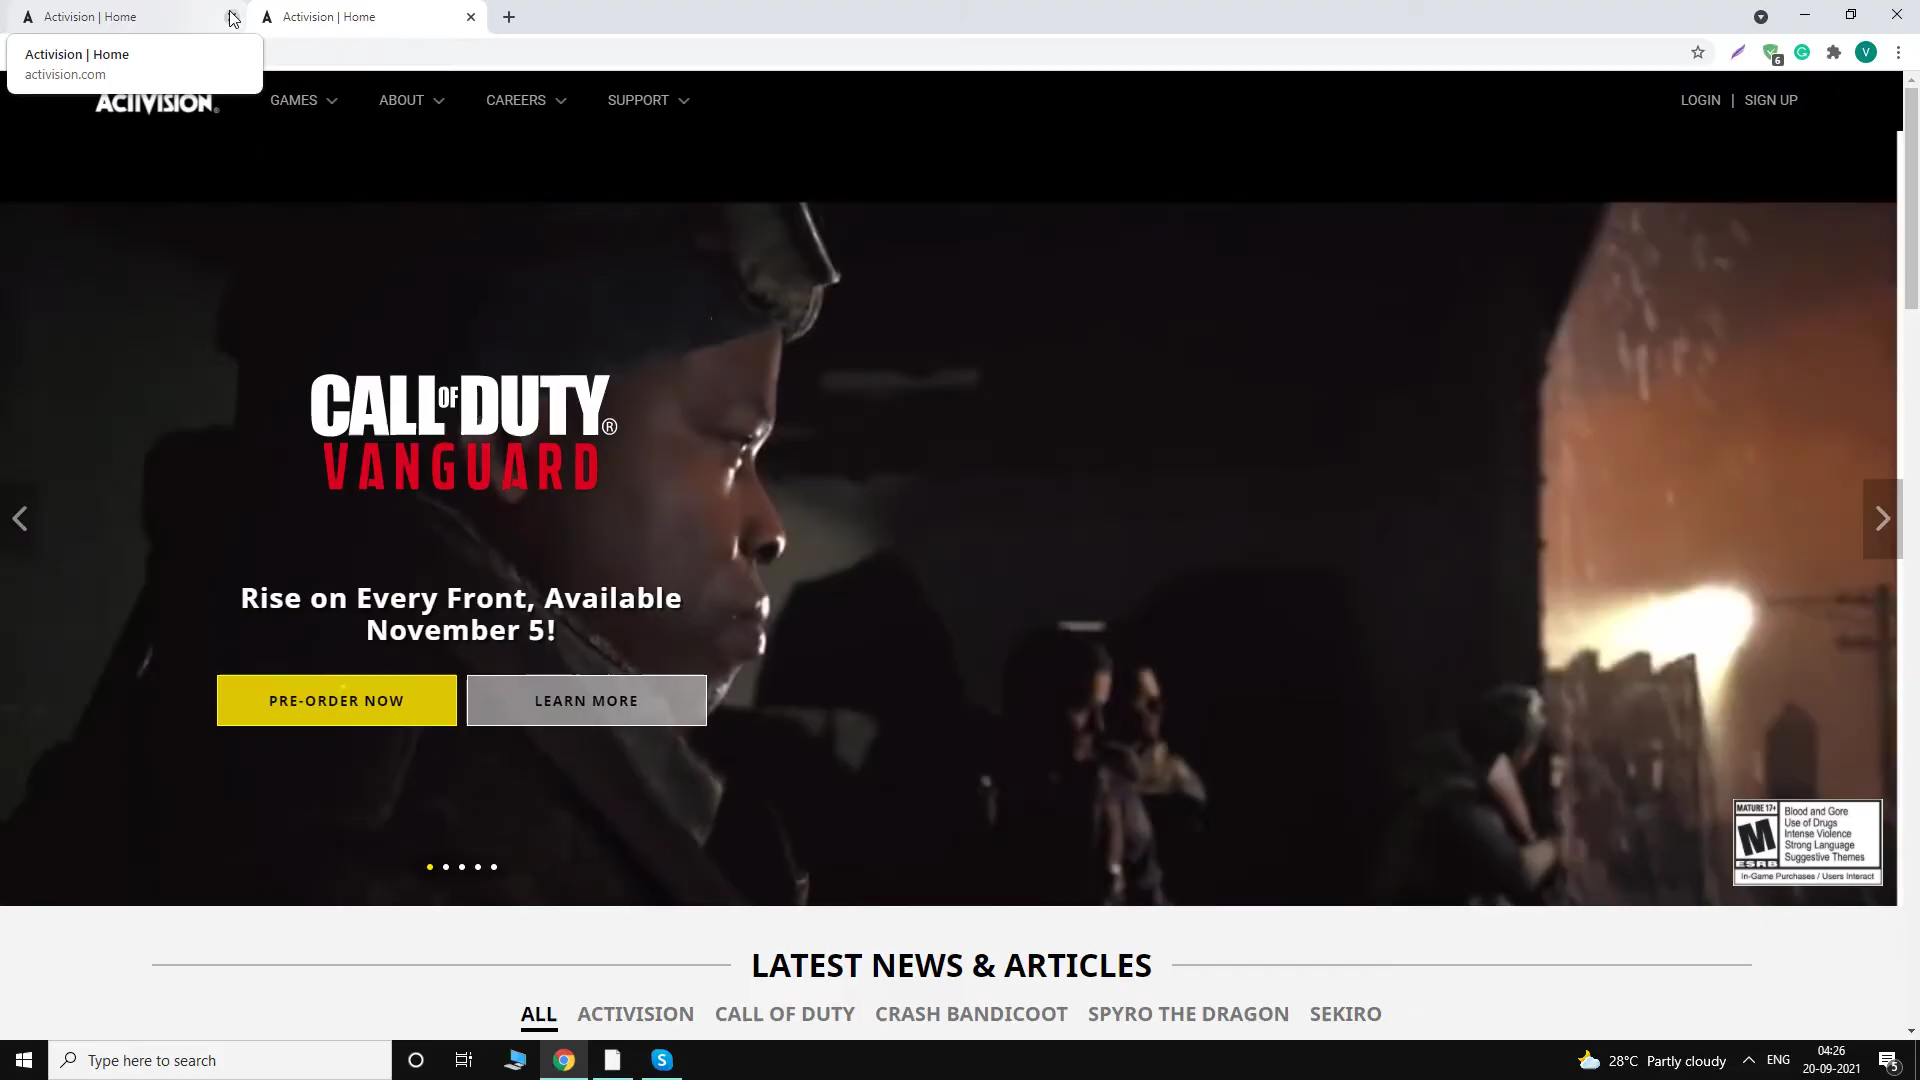 Activision | Home
Activision | Home
Activision | Home
activision.com
6
V
ACTIVISION.
GAMES
ABOUT
CAREERS
SUPPORT
LOGIN | SIGN UP
CALL OF DUTY®
VANGUARD
Rise on Every Front, Available
November 5!
PRE-ORDER NOW
LEARN MORE
MATURE 17+
M
ESRB
Blood and Gore
Use of Drugs
Intense Violence
Strong Language
Suggestive Themes
In-Game Purchases / Users Interact
LATEST NEWS & ARTICLES
ALL ACTIVISION CALL OF DUTY CRASH BANDICOOT SPYRO THE DRAGON SEKIRO
Type here to search
28°C Partly cloudy
ENG
04:26
20-09-2021
5